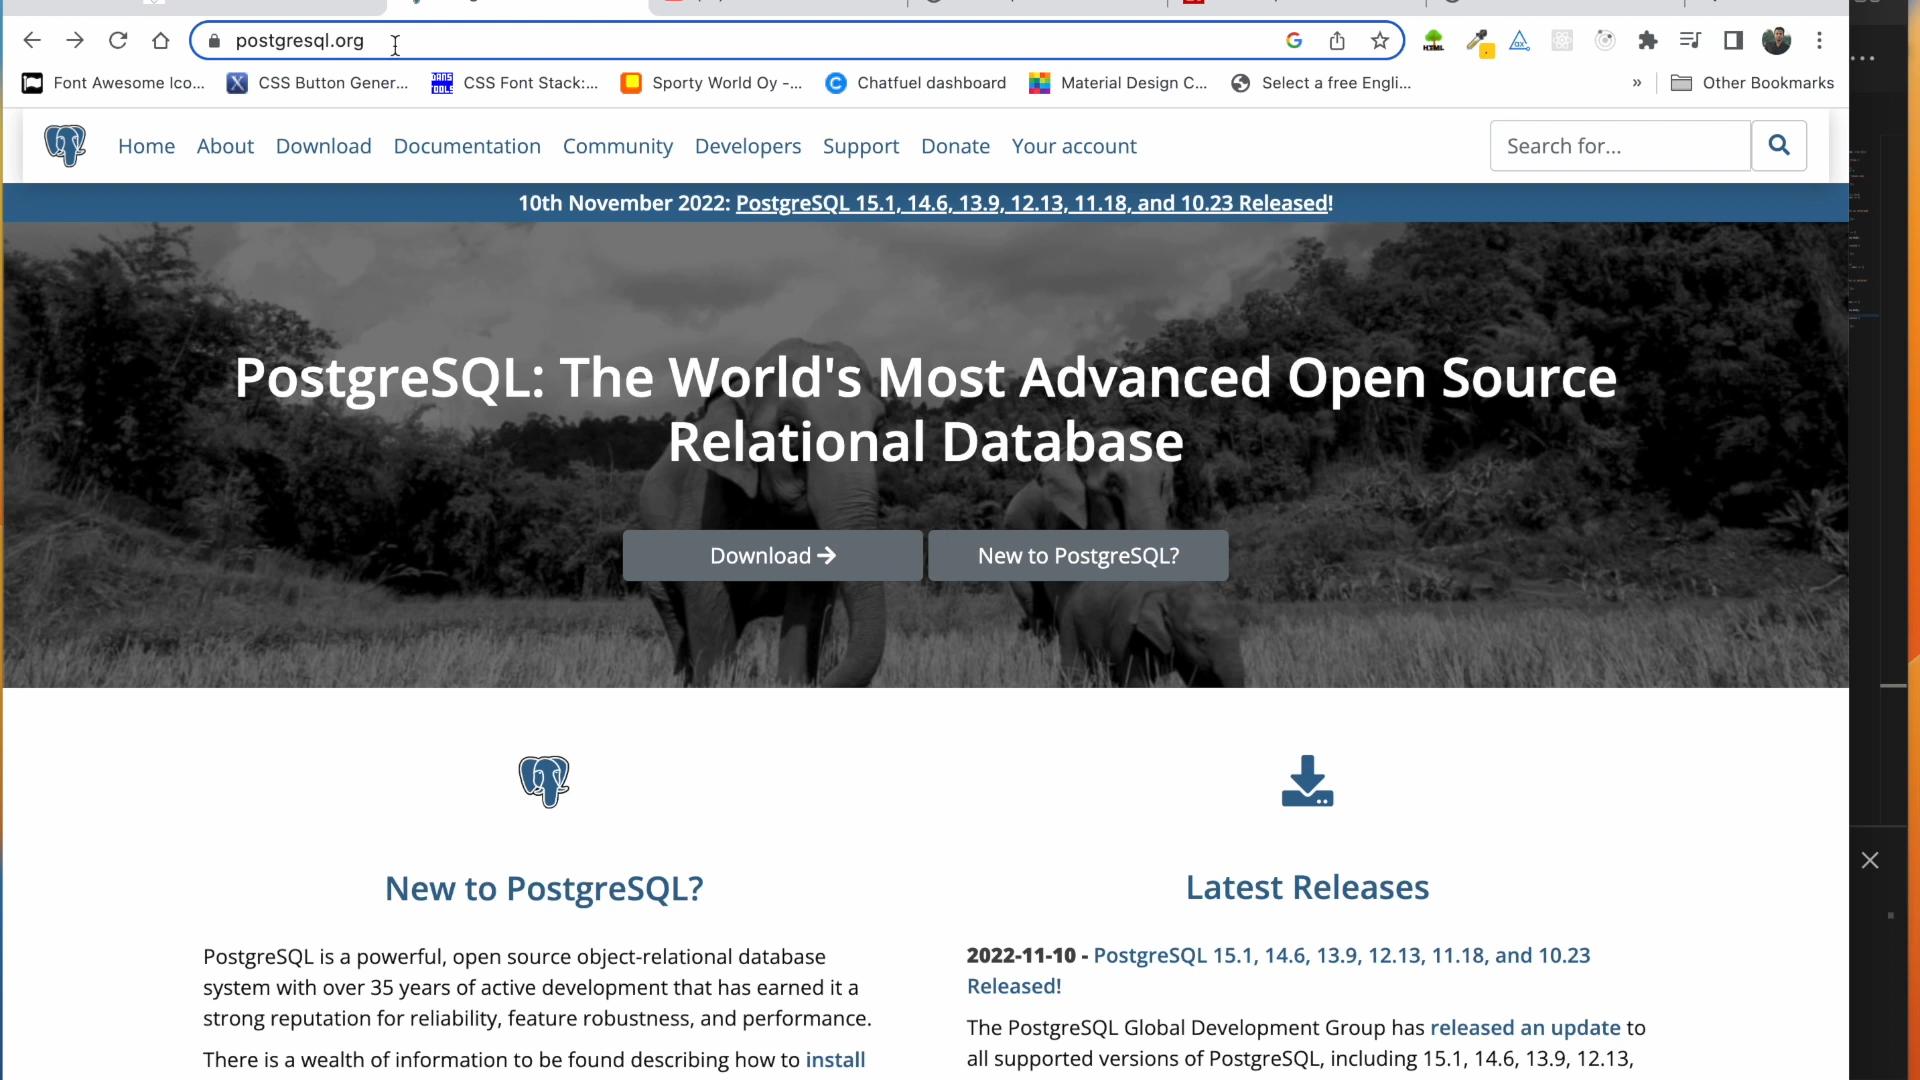 postgresql.org
Font Awesome Ico...
CSS Button Gener...
CSS Font Stack:...
Sporty World Oy -...
Chatfuel dashboard
Material Design C...
Select a free Engli...
»
Other Bookmarks
Home
About
Download
Documentation
Community
Developers
Support
Donate
Your account
Search for...
10th November 2022: PostgreSQL 15.1, 14.6, 13.9, 12.13, 11.18, and 10.23 Released!
PostgreSQL: The World's Most Advanced Open Source
Relational Database
Download
New to PostgreSQL?
New to PostgreSQL?
PostgreSQL is a powerful, open source object-relational database
system with over 35 years of active development that has earned it a
strong reputation for reliability, feature robustness, and performance.
There is a wealth of information to be found describing how to install
Latest Releases
2022-11-10 - PostgreSQL 15.1, 14.6, 13.9, 12.13, 11.18, and 10.23
Released!
The PostgreSQL Global Development Group has released an update to
all supported versions of PostgreSQL, including 15.1, 14.6, 13.9, 12.13,